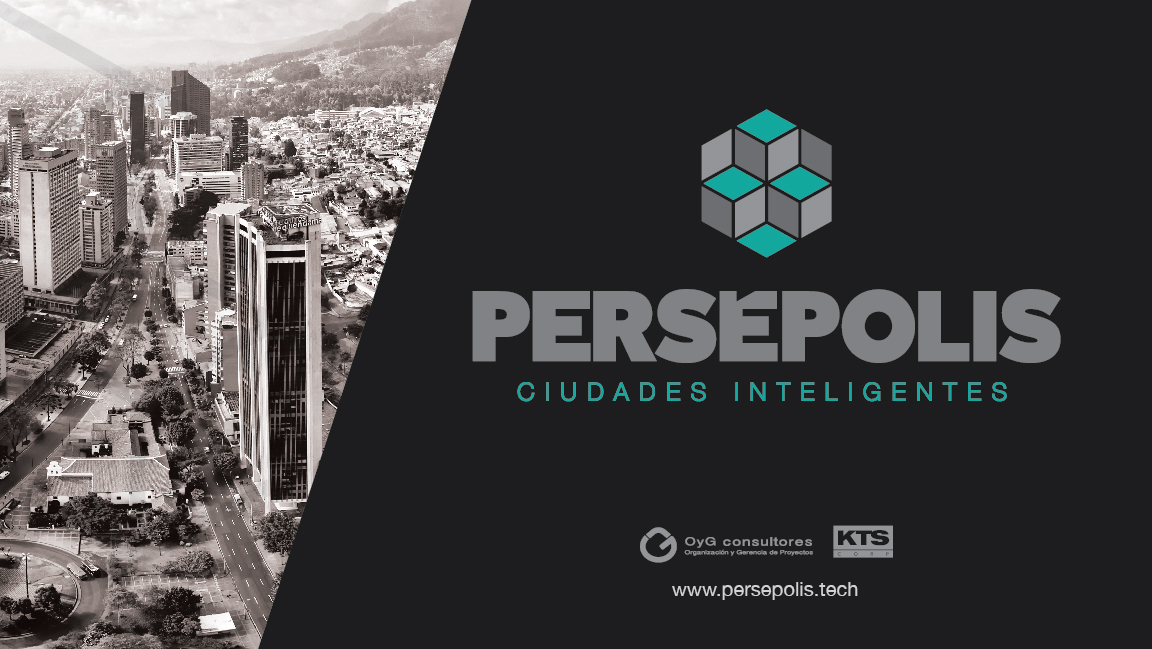 PERSÉPOLIS
CIUDADES INTELIGENTES
OyG consultores
Organización y Gerencia de Proyectos
KTS
CORP
www.persepolis.tech